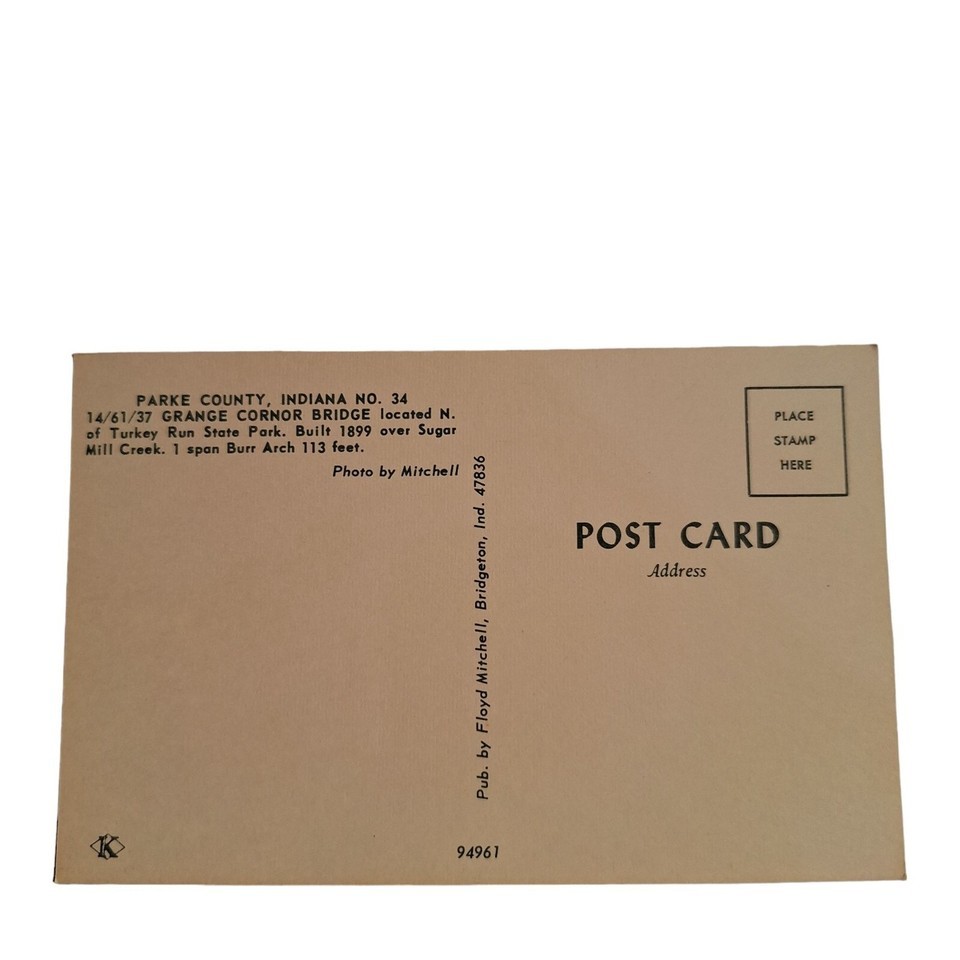 PARKE COUNTY, INDIANA NO. 34
14/61/37 GRANGE CORNOR BRIDGE located N.
of Turkey Run State Park. Built 1899 over Sugar
Mill Creek. 1 span Burr Arch 113 feet.
Photo by Mitchell
Pub. by Floyd Mitchell, Bridgeton, Ind. 47836
PLACE
STAMP
HERE
POST CARD
Address
K
94961